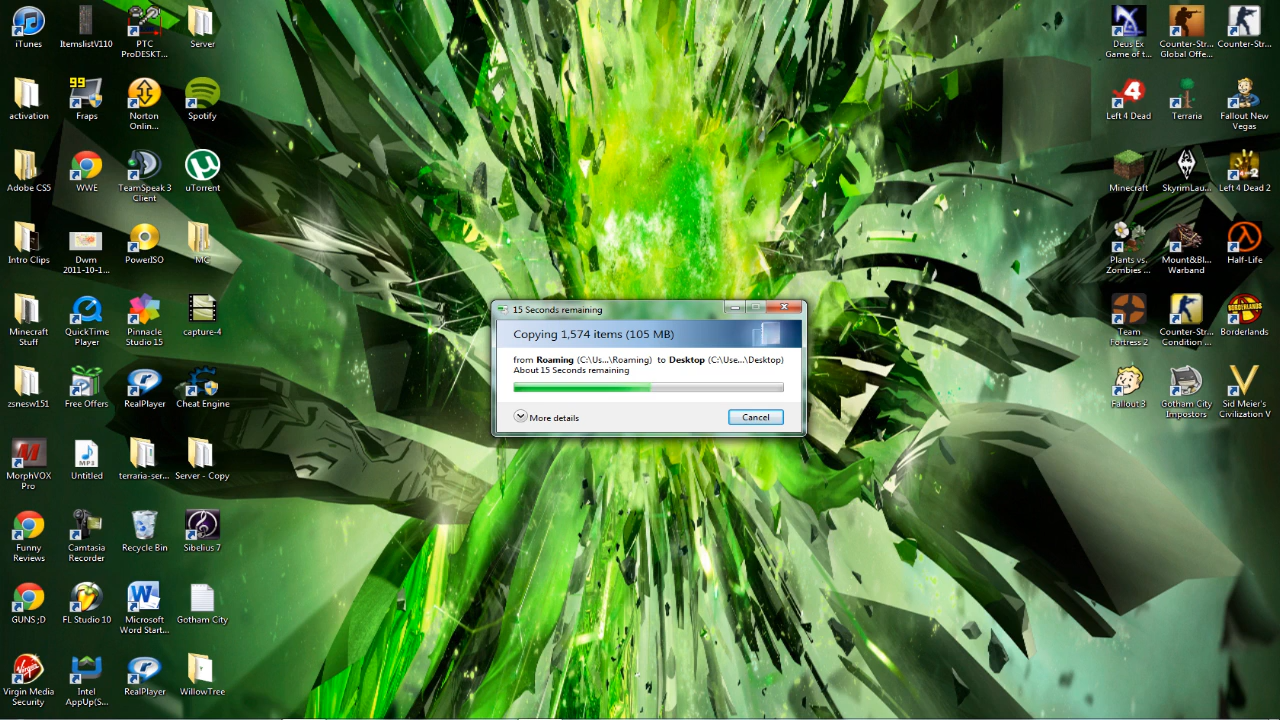 iTunes
ItemslistV110
PTC
ProDESKT...
Server
activation
99
Fraps
Norton
Online...
Spotify
Adobe CS5
WWE
TeamSpeak 3
Client
uTorrent
Intro Clips
Dwm
2011-10-1...
PowerISO
MC
Minecraft
Stuff
QuickTime
Player
Pinnacle
Studio 15
capture-4
zsnesw151
Free Offers
RealPlayer
Cheat Engine
MorphVOX
Pro
MP3
Untitled
terraria-ser...
Server - Copy
Funny
Reviews
Camtasia
Recorder
Recycle Bin
Sibelius 7
GUNS ;D
FL Studio 10
Microsoft
Word Start...
Gotham City
Virgin Media
Security
Intel
AppUp(S...
RealPlayer
WillowTree
15 Seconds remaining
Copying 1,574 items (105 MB)
from Roaming (C:\Us...\Roaming) to Desktop (C:\Use...\Desktop)
About 15 Seconds remaining
More details
Cancel
Deus Ex
Game of t...
Counter-Str...
Global Offe...
Counter-Str...
Left 4 Dead
Terraria
Fallout New
Vegas
Minecraft
SkyrimLau...
Left 4 Dead 2
Plants vs.
Zombies ...
Mount&Bl...
Warband
Half-Life
Team
Fortress 2
Counter-Str...
Condition ...
BORDERLANDS
Borderlands
Fallout 3
Gotham City
Impostors
Sid Meier's
Civilization V